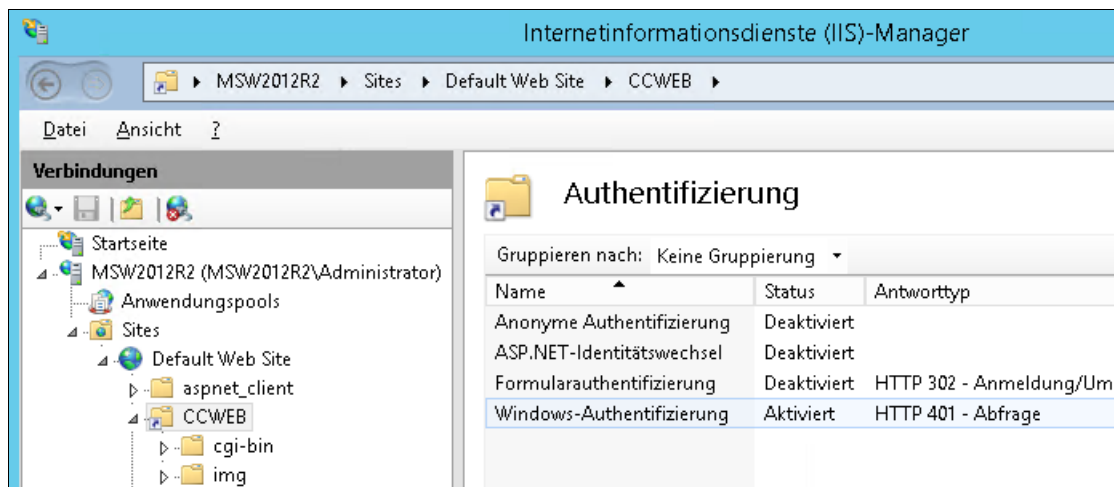 Internetinformationsdienste (IIS)-Manager
MSW2012R2 Sites Default Web Site CCWEB
Datei Ansicht ?
Verbindungen
Startseite
MSW2012R2 (MSW2012R2\Administrator)
Anwendungspools
Sites
Default Web Site
aspnet_client
CCWEB
cgi-bin
img
Authentifizierung
Gruppieren nach: Keine Gruppierung
Name Status Antworttyp
Anonyme Authentifizierung Deaktiviert
ASP.NET-Identitätswechsel Deaktiviert
Formularauthentifizierung Deaktiviert HTTP 302 - Anmeldung/Um
Windows-Authentifizierung Aktiviert HTTP 401 - Abfrage